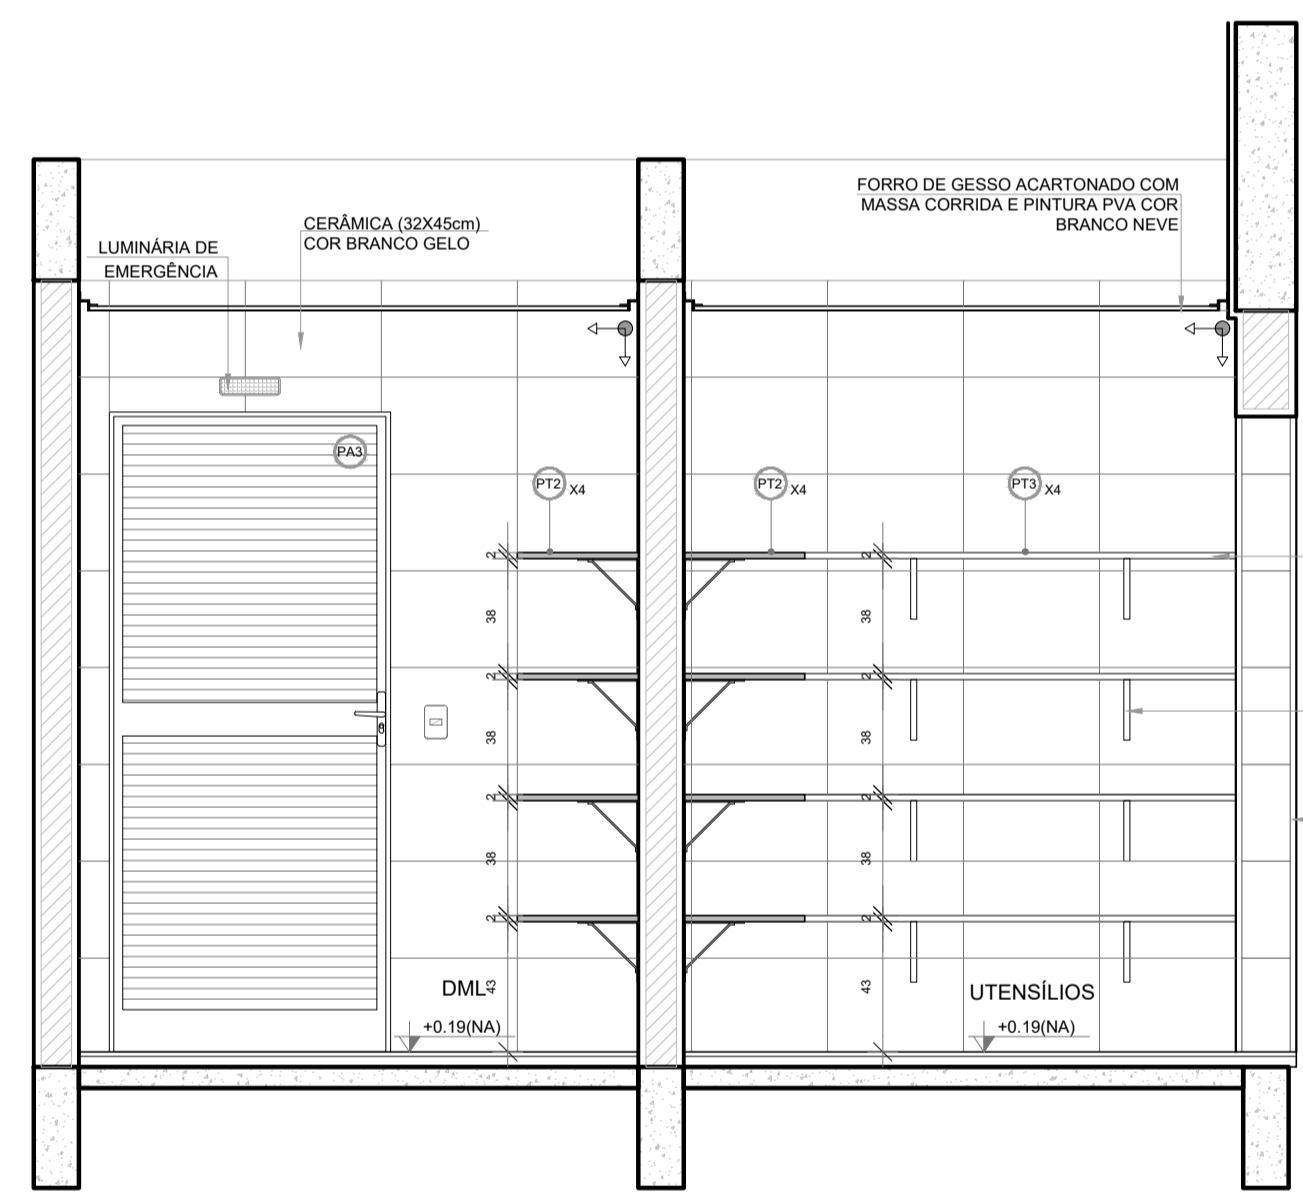 FORRO DE GESSO ACARTONADO COM
MASSA CORRIDA E PINTURA PVA COR
BRANCO NEVE
CERÂMICA (32X45cm)
COR BRANCO GELO
LUMINÁRIA DE
EMERGÊNCIA
PA3
PT2 X4
PT2 X4
PT3 X4
2
2
38
38
2
2
38
38
2
2
38
38
2
2
43
43
DML
UTENSÍLIOS
+0.19(NA)
+0.19(NA)